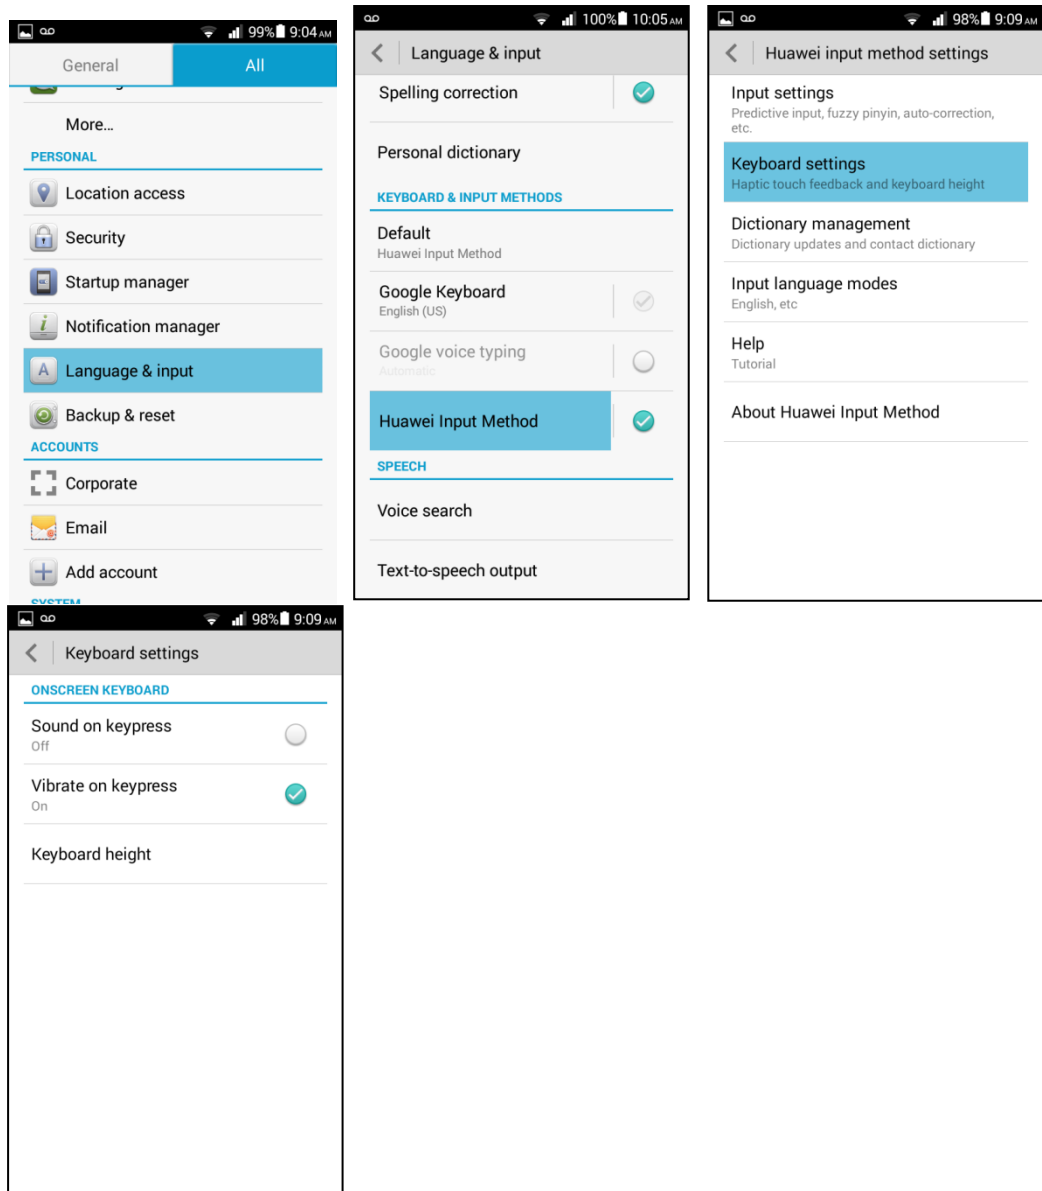 99% 9:04 AM
General All
More...
PERSONAL
Location access
Security
Startup manager
Notification manager
A Language & input
Backup & reset
ACCOUNTS
Corporate
Email
Add account
100% 10:05 AM
Language & input
Spelling correction
Personal dictionary
KEYBOARD & INPUT METHODS
Default
Huawei Input Method
Google Keyboard
English (US)
Google voice typing
Automatic
Huawei Input Method
SPEECH
Voice search
Text-to-speech output
98% 9:09 AM
Huawei input method settings
Input settings
Predictive input, fuzzy pinyin, auto-correction,
etc.
Keyboard settings
Haptic touch feedback and keyboard height
Dictionary management
Dictionary updates and contact dictionary
Input language modes
English, etc
Help
Tutorial
About Huawei Input Method
98% 9:09 AM
Keyboard settings
ONSCREEN KEYBOARD
Sound on keypress
Off
Vibrate on keypress
On
Keyboard height